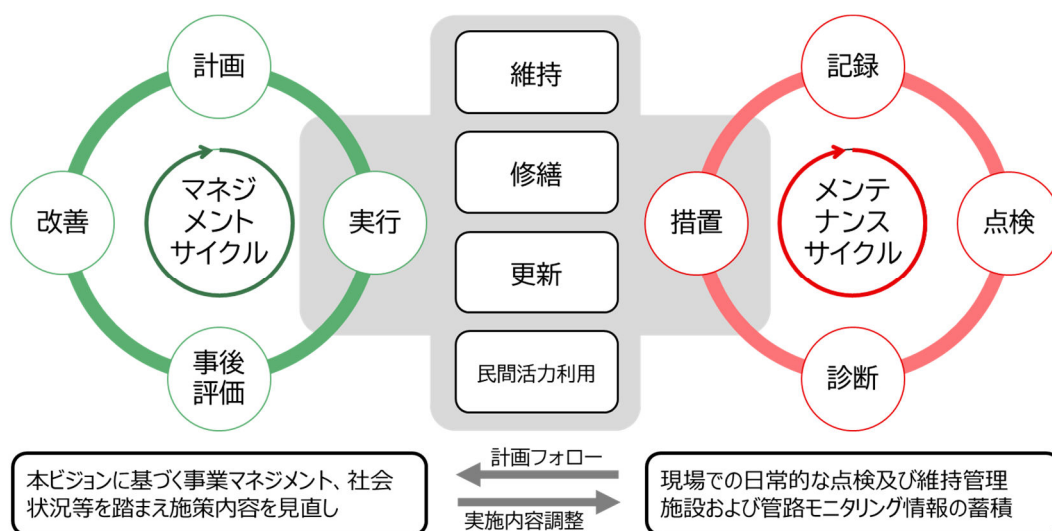 計画
マネジ
メント
サイクル
改善
実行
事後
評価
維持
修繕
更新
民間活力利用
記録
メンテ
ナンス
サイクル
措置
点検
診断
本ビジョンに基づく事業マネジメント、社会
状況等を踏まえ施策内容を見直し
計画フォロー
実施内容調整
現場での日常的な点検及び維持管理
施設および管路モニタリング情報の蓄積